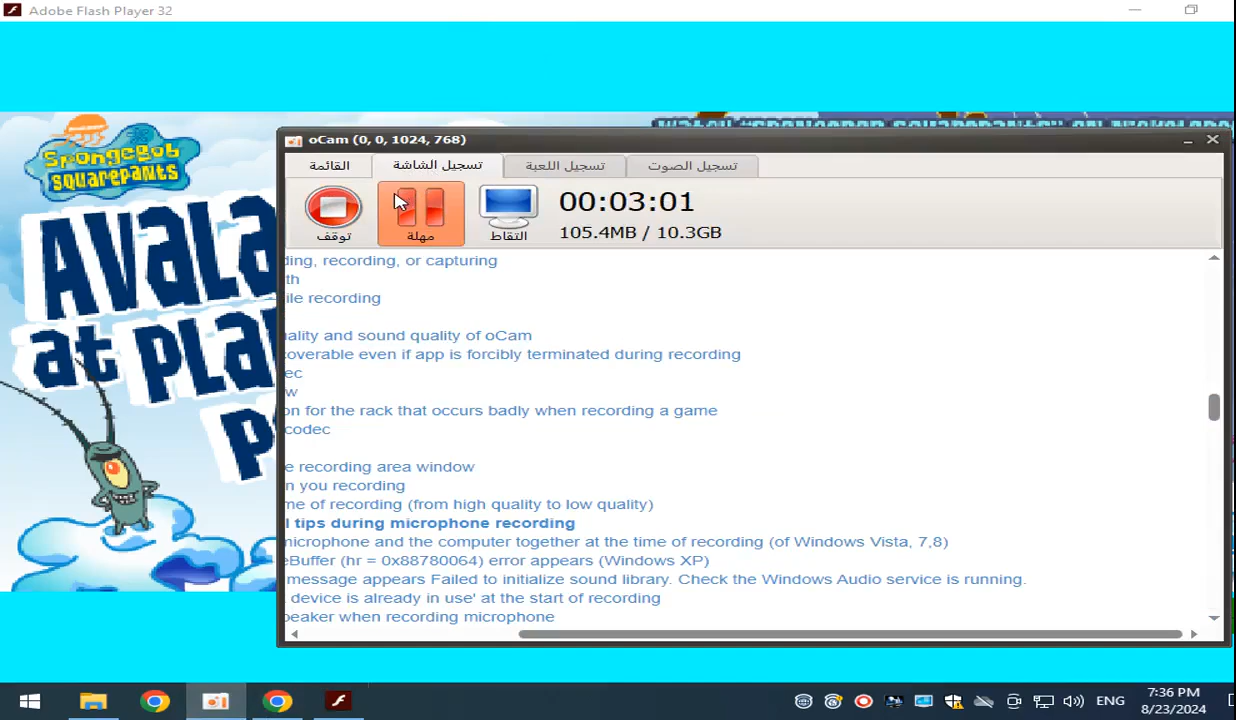 Adobe Flash Player 32
SpongeBob
SquarePants
AVALA
at PLA
P
oCam (0, 0, 1024, 768)
القائمة
تسجيل الشاشة
تسجيل اللعبة
تسجيل الصوت
توقف
مهلة
التقاط
00:03:01
105.4MB / 10.3GB
ding, recording, or capturing
th
ile recording
uality and sound quality of oCam
coverable even if app is forcibly terminated during recording
ec
w
on for the rack that occurs badly when recording a game
codec
e recording area window
n you recording
me of recording (from high quality to low quality)
l tips during microphone recording
microphone and the computer together at the time of recording (of Windows Vista, 7,8)
eBuffer (hr = 0x88780064) error appears (Windows XP)
message appears Failed to initialize sound library. Check the Windows Audio service is running.
device is already in use' at the start of recording
peaker when recording microphone
ENG
7:36 PM
8/23/2024